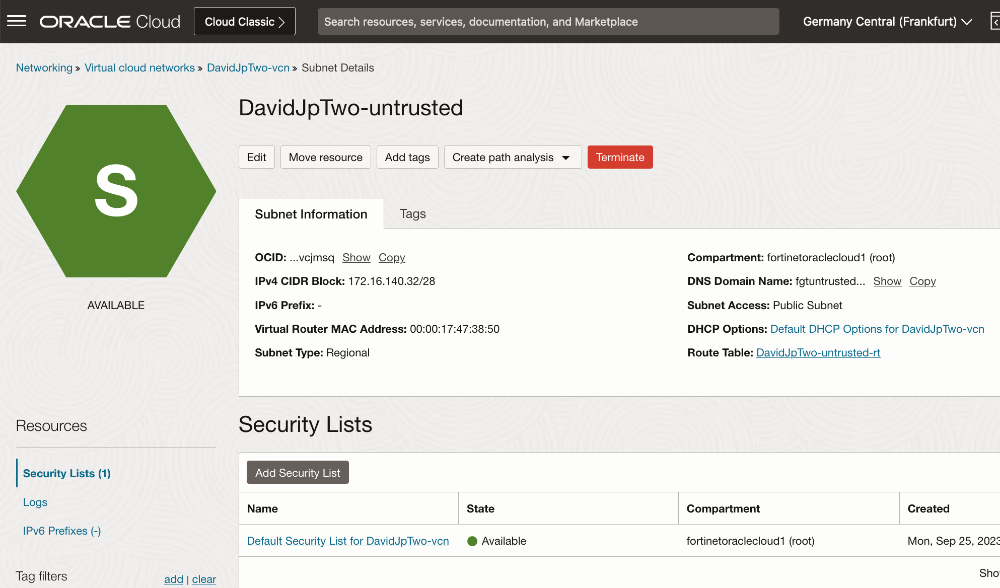 ORACLE Cloud
Cloud Classic
Search resources, services, documentation, and Marketplace
Germany Central (Frankfurt)
Networking » Virtual cloud networks » DavidJpTwo-vcn » Subnet Details
S
AVAILABLE
DavidJpTwo-untrusted
Edit
Move resource
Add tags
Create path analysis
Terminate
Subnet Information
Tags
OCID: ...vcjmsq Show Copy
IPv4 CIDR Block: 172.16.140.32/28
IPv6 Prefix: -
Virtual Router MAC Address: 00:00:17:47:38:50
Subnet Type: Regional
Compartment: fortinetoraclecloud1 (root)
DNS Domain Name: fgtuntrusted... Show Copy
Subnet Access: Public Subnet
DHCP Options: Default DHCP Options for DavidJpTwo-vcn
Route Table: DavidJpTwo-untrusted-rt
Resources
Security Lists (1)
Logs
IPv6 Prefixes (-)
Tag filters
add | clear
Security Lists
Add Security List
Name State Compartment Created
Default Security List for DavidJpTwo-vcn Available fortinetoraclecloud1 (root) Mon, Sep 25, 2023
Sho